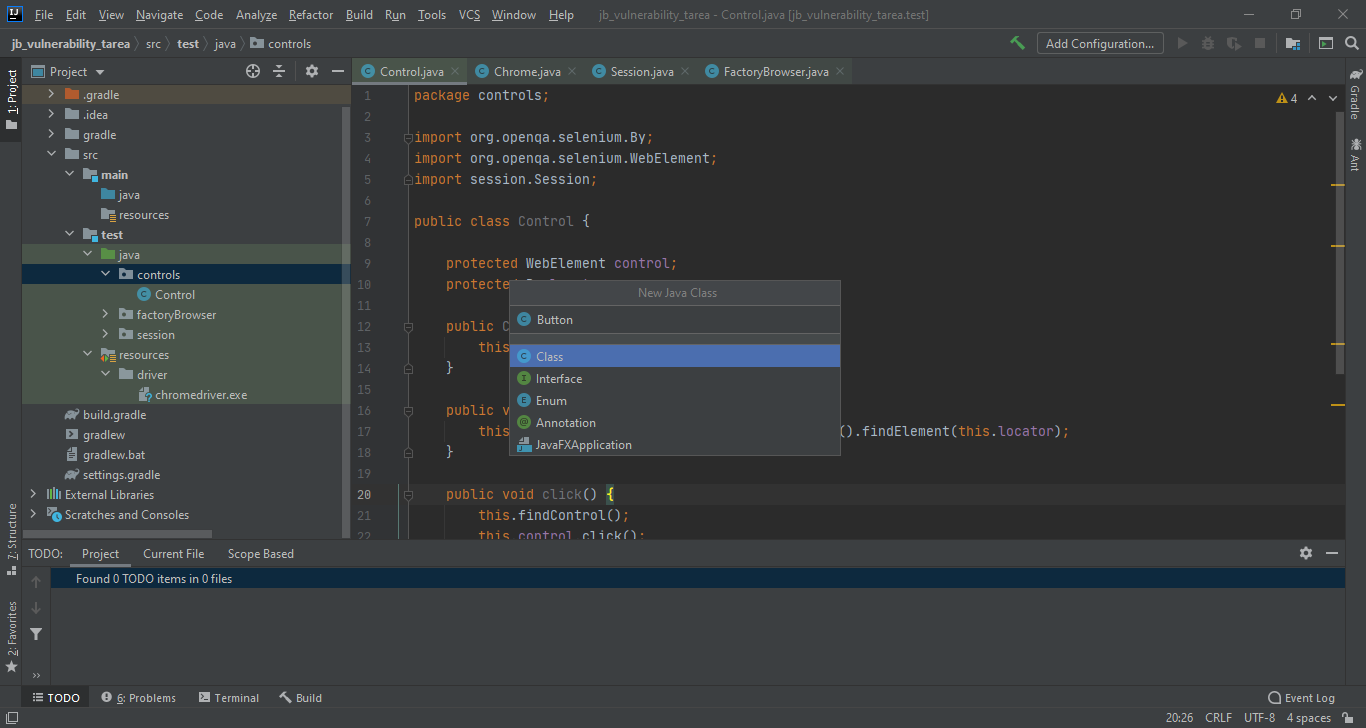 File Edit View Navigate Code Analyze Refactor Build Run Tools VCS Window Help jb_vulnerability_tarea - Control.java [jb_vulnerability_tarea.test]
jb_vulnerability_tarea src test java controls Add Configuration...
1: Project
Project
.gradle
.idea
gradle
src
main
java
resources
test
java
controls
Control
factoryBrowser
session
resources
driver
chromedriver.exe
build.gradle
gradlew
gradlew.bat
settings.gradle
External Libraries
Scratches and Consoles
7: Structure
2: Favorites
Control.java Chrome.java Session.java FactoryBrowser.java
4
1 package controls;
2
3 import org.openqa.selenium.By;
4 import org.openqa.selenium.WebElement;
5 import session.Session;
6
7 public class Control {
8
9 protected WebElement control;
10 protected
11
12 public C
13 this
14 }
15
16 public v
17 this ().findElement(this.locator);
18 }
19
20 public void click() {
21 this.findControl();
22 this.control.click();
New Java Class
Button
Class
Interface
Enum
Annotation
JavaFXApplication
Gradle
Ant
TODO: Project Current File Scope Based
Found 0 TODO items in 0 files
TODO 6: Problems Terminal Build Event Log
20:26 CRLF UTF-8 4 spaces